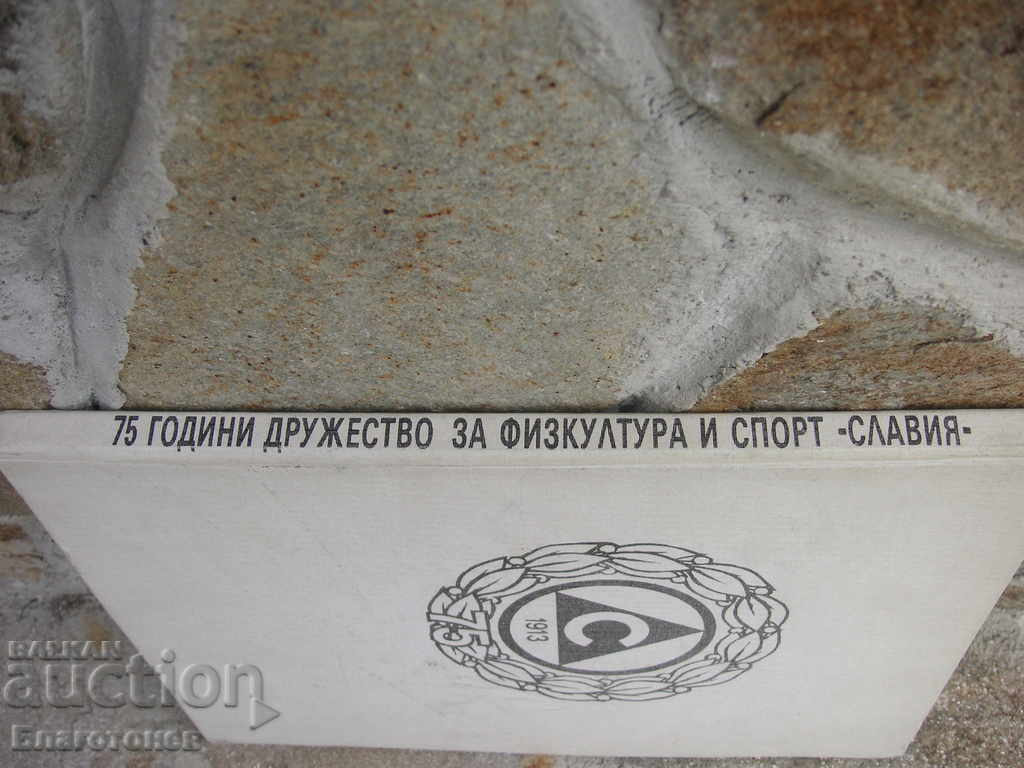 75 ГОДИНИ ДРУЖЕСТВО ЗА ФИЗКУЛТУРА И СПОРТ -СЛАВИЯ-
75
С
1913
BALKAN
auction
Благотонев